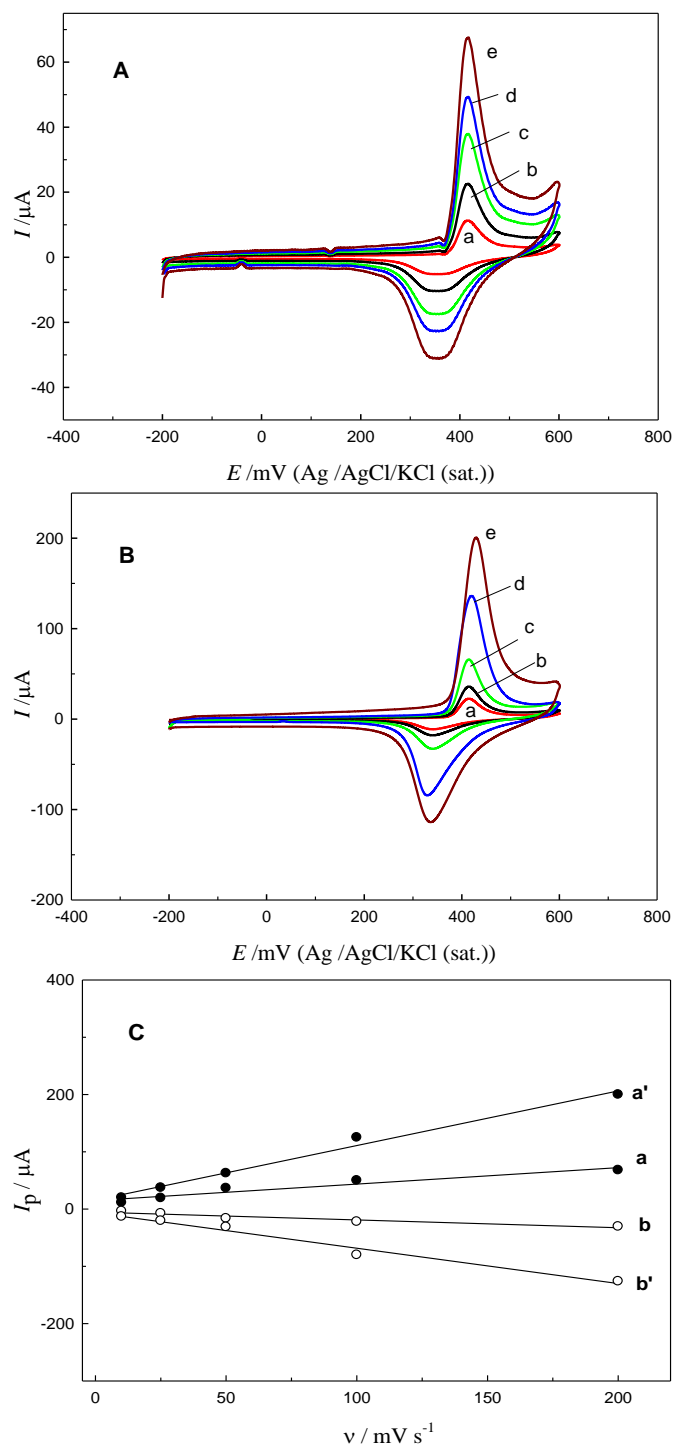 A
60
40
20
0
-20
-40
I /μA
e
d
c
b
a
-400 -200 0 200 400 600 800
E /mV (Ag /AgCl/KCl (sat.))
B
200
100
0
-100
-200
I /μA
e
d
c
b
a
-400 -200 0 200 400 600 800
E /mV (Ag /AgCl/KCl (sat.))
C
400
200
0
-200
Ip / μA
a'
a
b
b'
0 50 100 150 200
ν / mV s-1